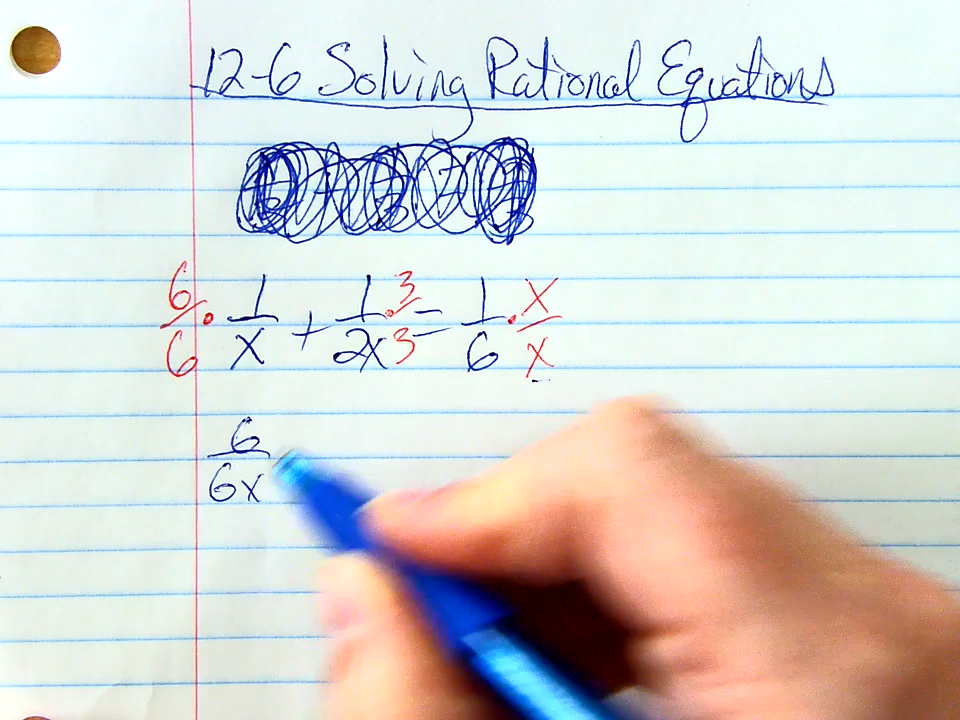 12-6 Solving Rational Equations
6/6 · 1/x + 1/2x · 3/3 = 1/6 · x/x
6/6x